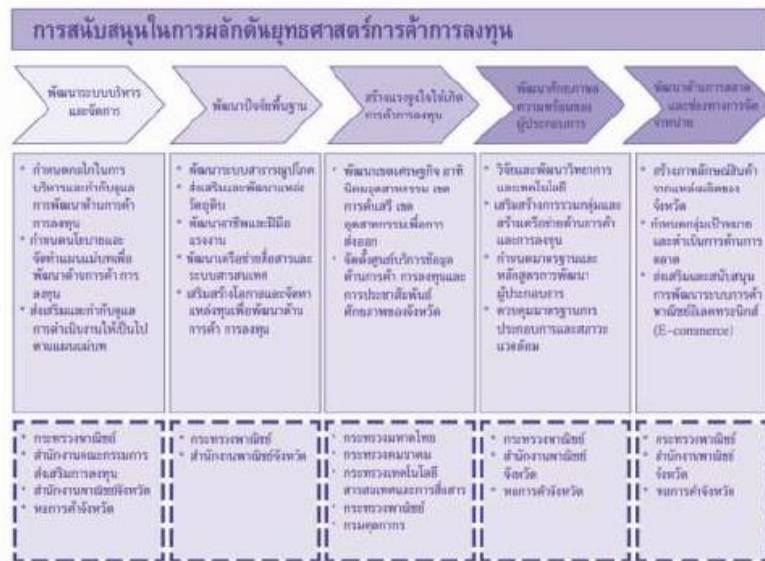 การสนับสนุนในการผลักดันยุทธศาสตร์การค้าการลงทุน
พัฒนาระบบบริหาร
และจัดการ
พัฒนาปัจจัยพื้นฐาน
สร้างแรงจูงใจให้เกิด
การค้าการลงทุน
พัฒนาศักยภาพและ
ความพร้อมของ
ผู้ประกอบการ
พัฒนาด้านการตลาด
และช่องทางการจัด
จำหน่าย
• กำหนดกลไกในการ
บริหารและกำกับดูแล
การพัฒนาด้านการค้า
การลงทุน
• กำหนดนโยบายและ
จัดทำแผนแม่บทเพื่อ
พัฒนาด้านการค้า การ
ลงทุน
• ส่งเสริมและกำกับดูแล
การดำเนินงานให้เป็นไป
ตามแผนแม่บท
• พัฒนาระบบสาธารณูปโภค
• ส่งเสริมและพัฒนาแหล่ง
วัตถุดิบ
• พัฒนาอาชีพและฝีมือ
แรงงาน
• พัฒนาเครือข่ายสื่อสารและ
ระบบสารสนเทศ
• เสริมสร้างโอกาสและจัดหา
แหล่งทุนเพื่อพัฒนาด้าน
การค้า การลงทุน
• พัฒนาเขตเศรษฐกิจ อาทิ
นิคมอุตสาหกรรม เขต
การค้าเสรี เขต
อุตสาหกรรมเพื่อการ
ส่งออก
• จัดตั้งศูนย์บริการข้อมูล
ด้านการค้า การลงทุนและ
การประชาสัมพันธ์
ศักยภาพของจังหวัด
• วิจัยและพัฒนาวิทยาการ
และเทคโนโลยี
• เสริมสร้างการรวมกลุ่มและ
สร้างเครือข่ายด้านการค้า
และการลงทุน
• กำหนดมาตรฐานและ
หลักสูตรการพัฒนา
ผู้ประกอบการ
• ควบคุมมาตรฐานการ
ประกอบการและสภาวะ
แวดล้อม
• สร้างภาพลักษณ์สินค้า
จากแหล่งผลิตของ
จังหวัด
• กำหนดกลุ่มเป้าหมาย
และดำเนินการด้านการ
ตลาด
• ส่งเสริมและสนับสนุน
การพัฒนาระบบการค้า
พาณิชย์อิเลคทรอนิกส์
(E-commerce)
• กระทรวงพาณิชย์
• สำนักงานคณะกรรมการ
ส่งเสริมการลงทุน
• สำนักงานพาณิชย์จังหวัด
• หอการค้าจังหวัด
• กระทรวงพาณิชย์
• สำนักงานพาณิชย์จังหวัด
• กระทรวงมหาดไทย
• กระทรวงคมนาคม
• กระทรวงเทคโนโลยี
สารสนเทศและการสื่อสาร
• กระทรวงพาณิชย์
• กรมศุลกากร
• กระทรวงพาณิชย์
• สำนักงานพาณิชย์
จังหวัด
• หอการค้าจังหวัด
• กระทรวงพาณิชย์
• สำนักงานพาณิชย์
จังหวัด
• หอการค้าจังหวัด